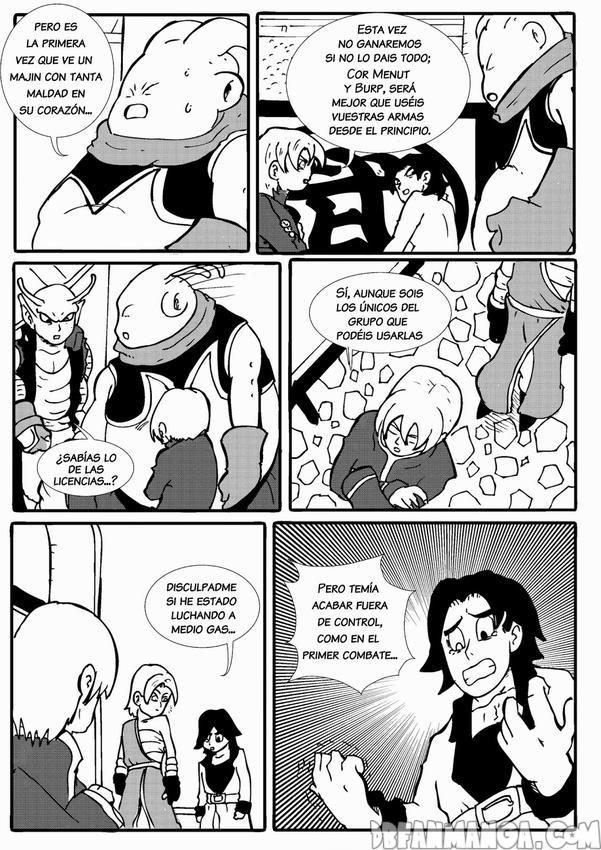 PERO ES
LA PRIMERA
VEZ QUE VE UN
MAJIN CON TANTA
MALDAD EN
SU CORAZÓN...
ESTA VEZ
NO GANAREMOS
SI NO LO DAIS TODO;
COR MENUT
Y BURP, SERÁ
MEJOR QUE USÉIS
VUESTRAS ARMAS
DESDE EL PRINCIPIO.
¿SABÍAS LO
DE LAS
LICENCIAS...?
SÍ, AUNQUE SOIS
LOS ÚNICOS DEL
GRUPO QUE
PODÉIS USARLAS
DISCULPADME
SI HE ESTADO
LUCHANDO A
MEDIO GAS...
PERO TEMÍA
ACABAR FUERA
DE CONTROL,
COMO EN EL
PRIMER COMBATE...
DBFANMANGA.COM